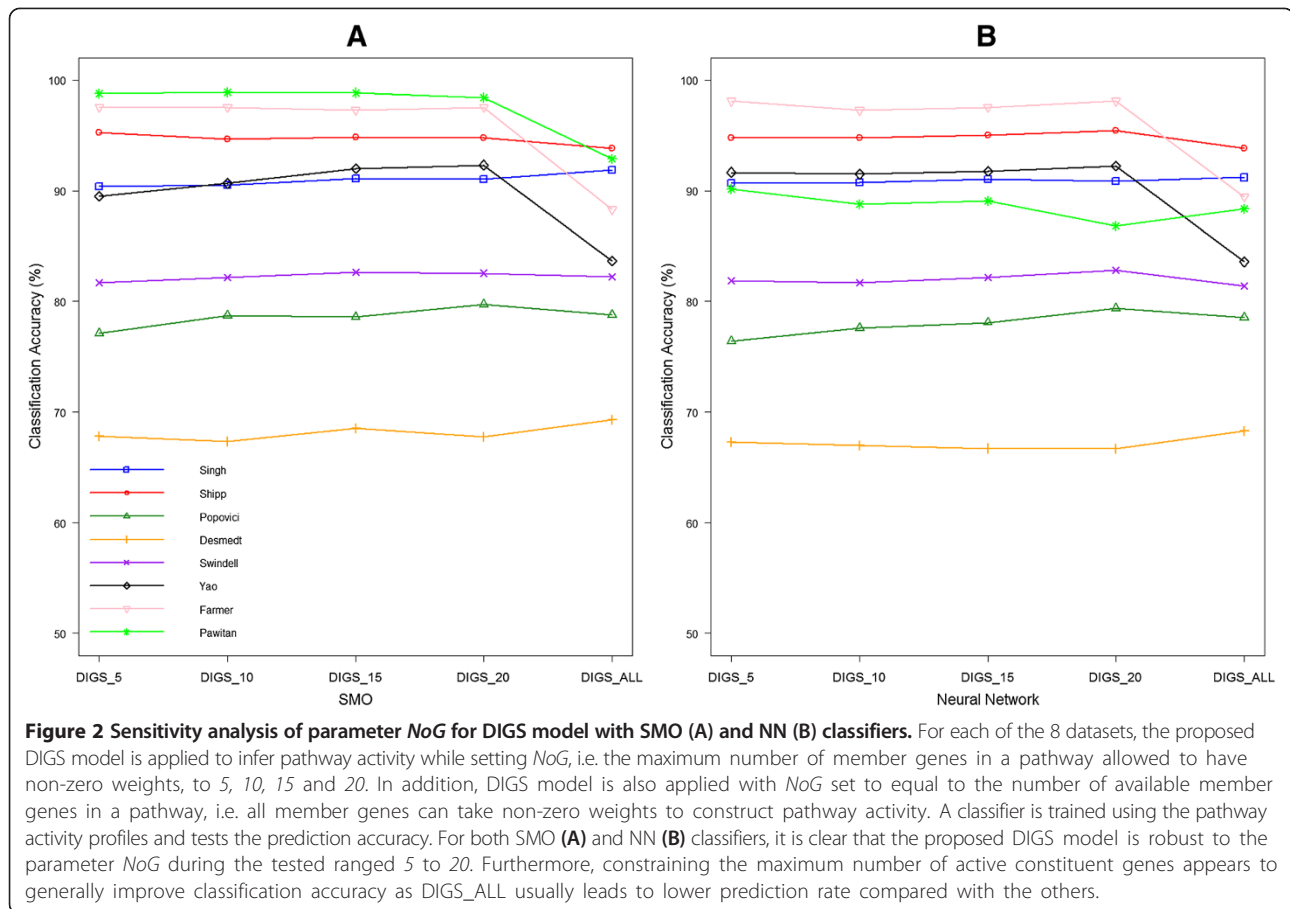 A
B
100
90
80
70
60
50
Classification Accuracy (%)
Singh
Shipp
Popovici
Desmedt
Swindell
Yao
Farmer
Pawitan
DIGS_5
DIGS_10
DIGS_15
DIGS_20
DIGS_ALL
SMO
100
90
80
70
60
50
Classification Accuracy (%)
DIGS_5
DIGS_10
DIGS_15
DIGS_20
DIGS_ALL
Neural Network
Figure 2 Sensitivity analysis of parameter NoG for DIGS model with SMO (A) and NN (B) classifiers. For each of the 8 datasets, the proposed
DIGS model is applied to infer pathway activity while setting NoG, i.e. the maximum number of member genes in a pathway allowed to have
non-zero weights, to 5, 10, 15 and 20. In addition, DIGS model is also applied with NoG set to equal to the number of available member
genes in a pathway, i.e. all member genes can take non-zero weights to construct pathway activity. A classifier is trained using the pathway
activity profiles and tests the prediction accuracy. For both SMO (A) and NN (B) classifiers, it is clear that the proposed DIGS model is robust to the
parameter NoG during the tested ranged 5 to 20. Furthermore, constraining the maximum number of active constituent genes appears to
generally improve classification accuracy as DIGS_ALL usually leads to lower prediction rate compared with the others.